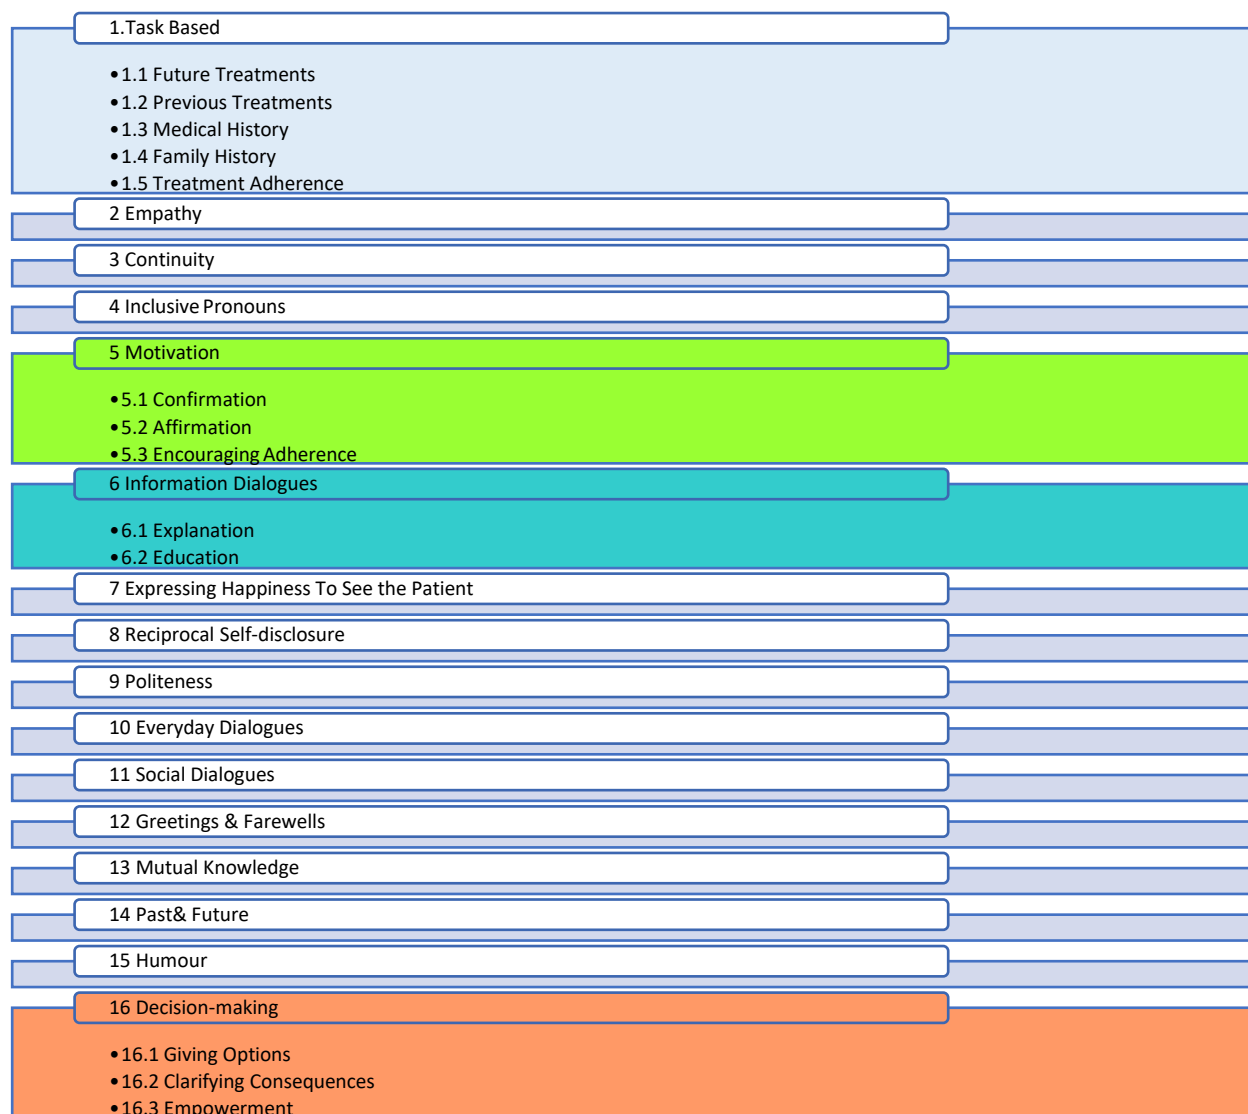 1.Task Based
•1.1 Future Treatments
•1.2 Previous Treatments
•1.3 Medical History
•1.4 Family History
•1.5 Treatment Adherence
2 Empathy
3 Continuity
4 Inclusive Pronouns
5 Motivation
•5.1 Confirmation
•5.2 Affirmation
•5.3 Encouraging Adherence
6 Information Dialogues
•6.1 Explanation
•6.2 Education
7 Expressing Happiness To See the Patient
8 Reciprocal Self-disclosure
9 Politeness
10 Everyday Dialogues
11 Social Dialogues
12 Greetings & Farewells
13 Mutual Knowledge
14 Past& Future
15 Humour
16 Decision-making
•16.1 Giving Options
•16.2 Clarifying Consequences
•16.3 Empowerment